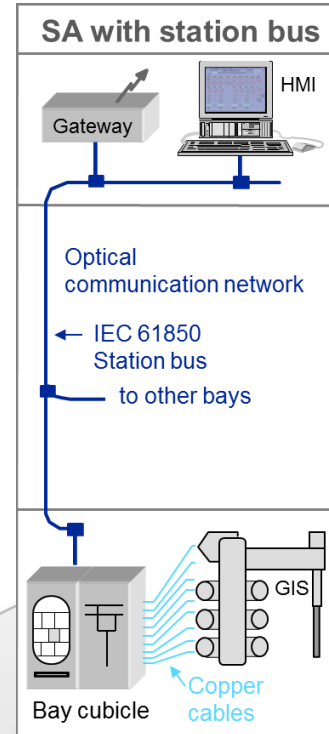 SA with station bus
HMI
Gateway
Optical
communication network
IEC 61850
Station bus
to other bays
GIS
Copper
cables
Bay cubicle